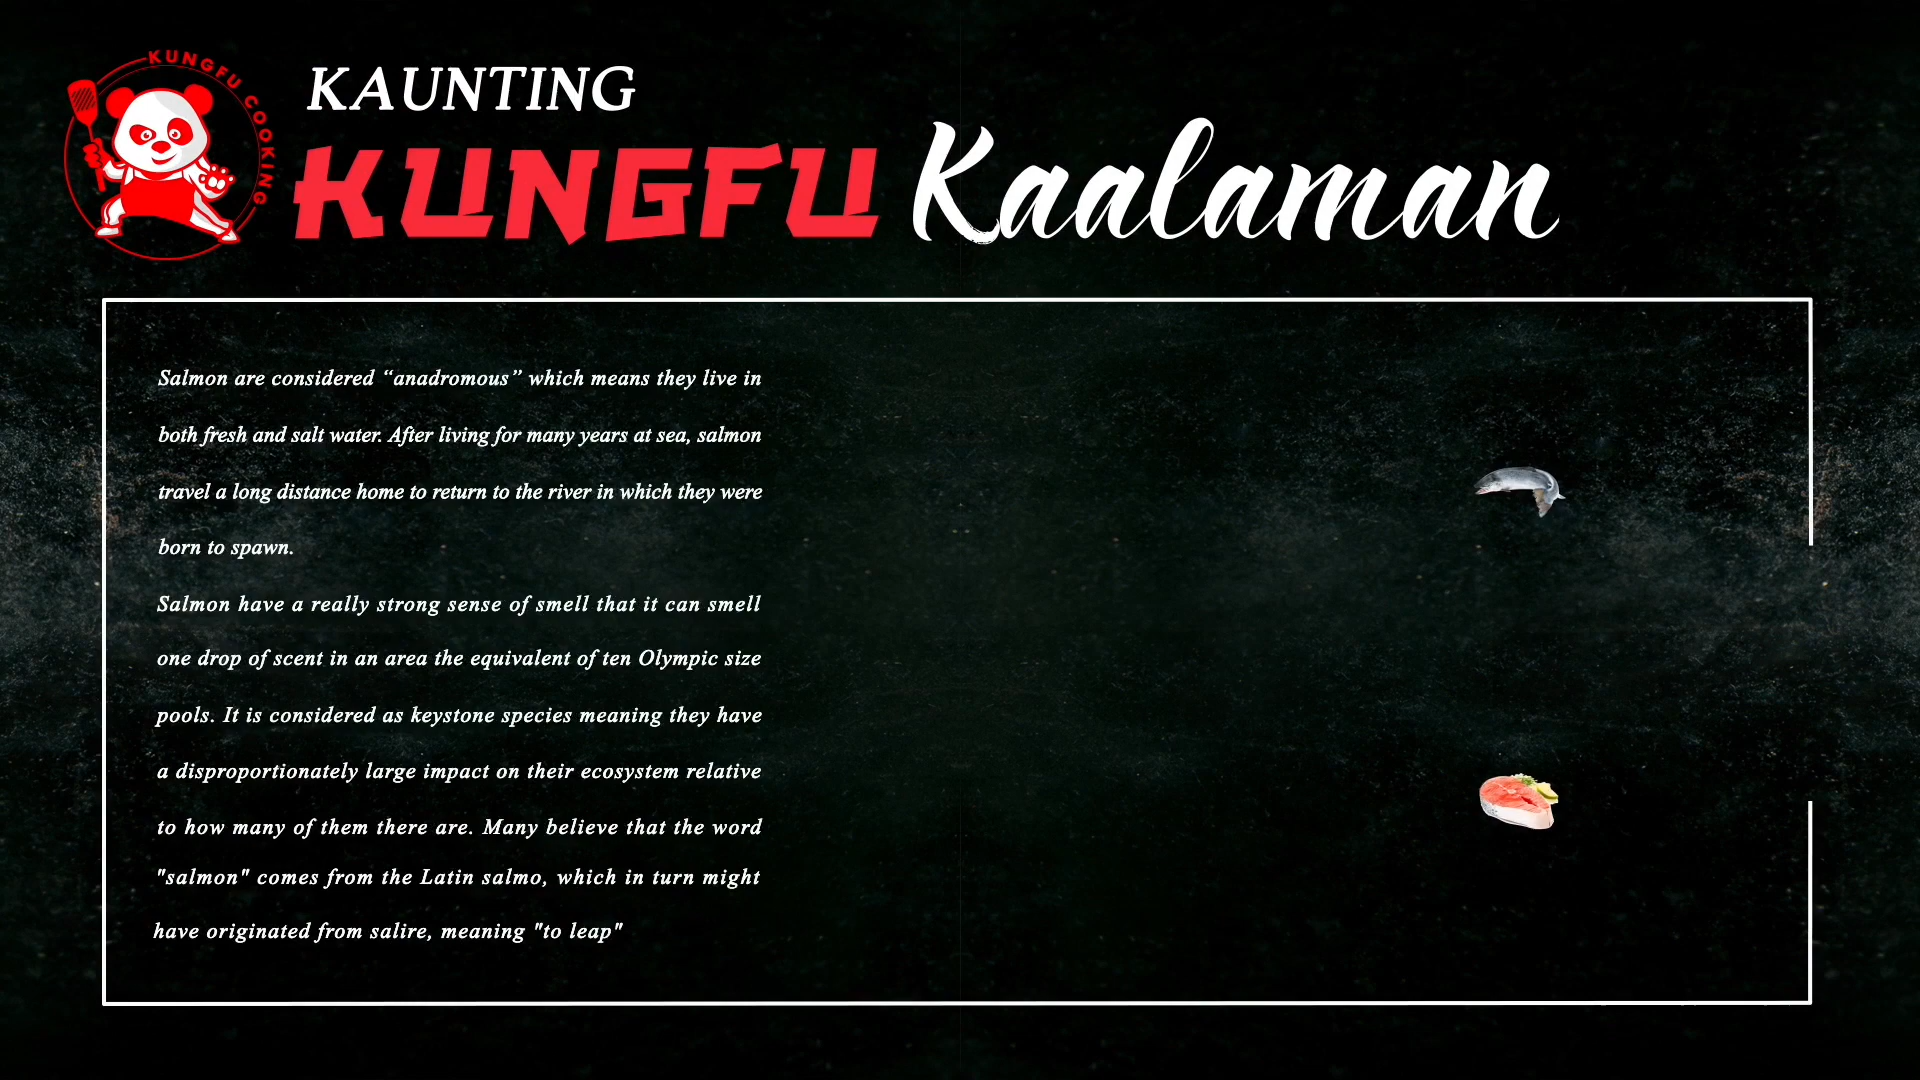 KUNGFU COOKING
KAUNTING
KUNGFU Kaalaman
Salmon are considered “anadromous” which means they live in
both fresh and salt water. After living for many years at sea, salmon
travel a long distance home to return to the river in which they were
born to spawn.
Salmon have a really strong sense of smell that it can smell
one drop of scent in an area the equivalent of ten Olympic size
pools. It is considered as keystone species meaning they have
a disproportionately large impact on their ecosystem relative
to how many of them there are. Many believe that the word
"salmon" comes from the Latin salmo, which in turn might
have originated from salire, meaning "to leap"